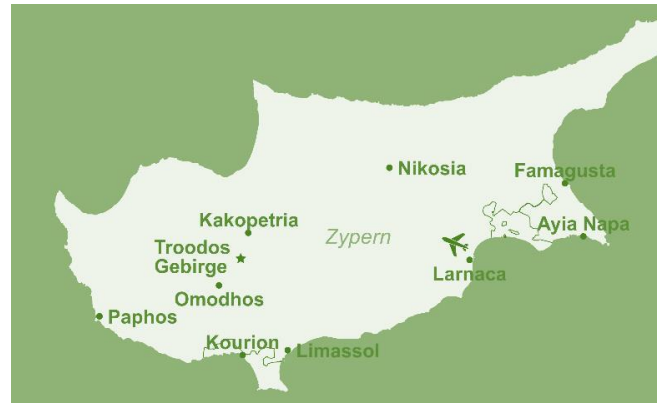 Nikosia
Famagusta
Kakopetria
Ayia Napa
Zypern
Troodos
Gebirge
Larnaca
Omodhos
Paphos
Kourion
Limassol